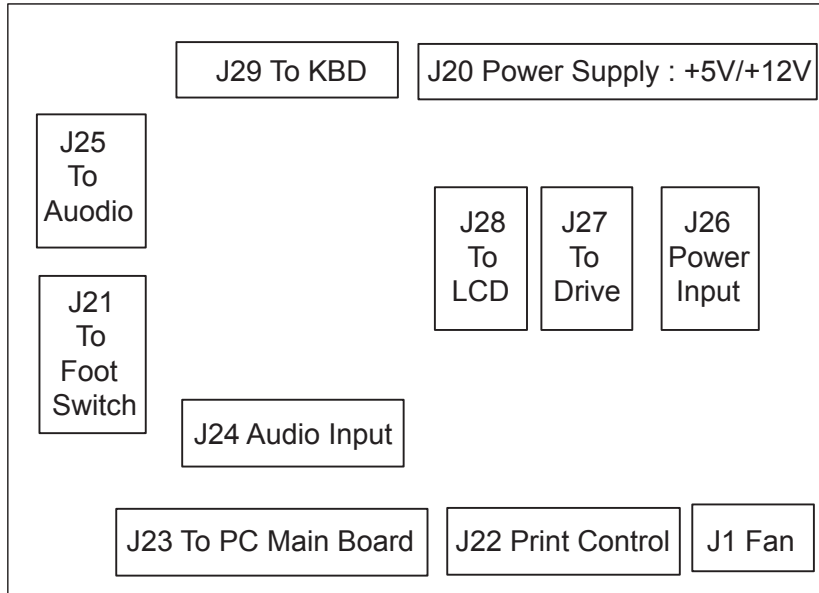 J29 To KBD
J20 Power Supply : +5V/+12V
J25
To
Auodio
J28
To
LCD
J27
To
Drive
J26
Power
Input
J21
To
Foot
Switch
J24 Audio Input
J23 To PC Main Board
J22 Print Control
J1 Fan